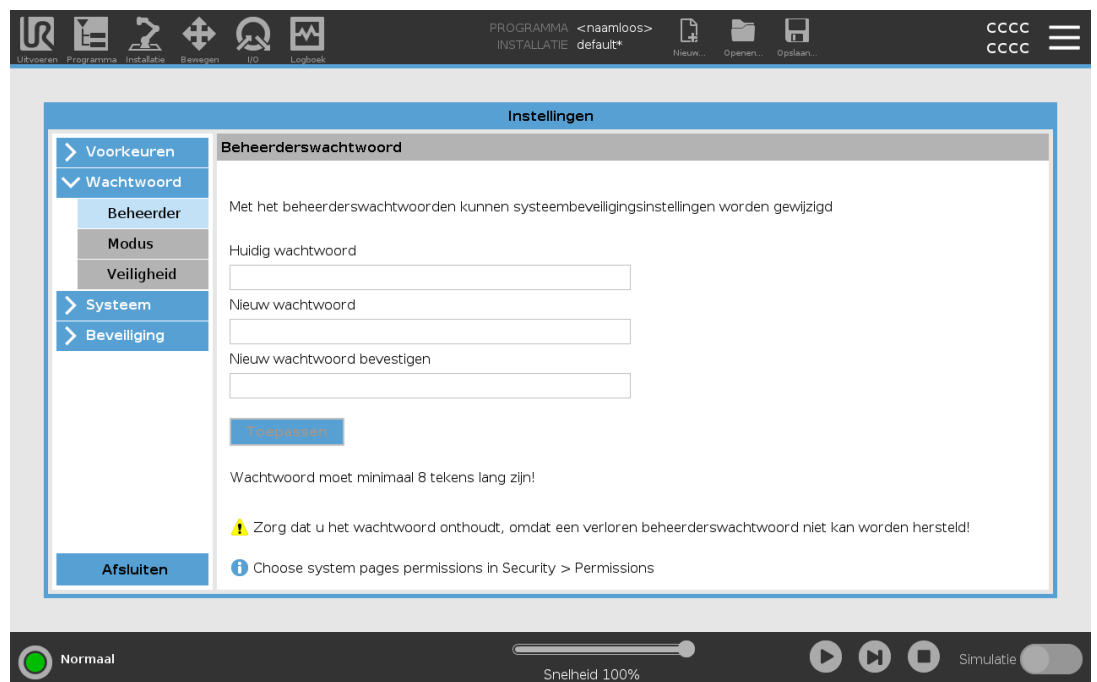 PROGRAMMA <naamloos>
INSTALLATIE default*
CCCC
CCCC
Uitvoeren Programma Installatie Bewegen I/O Logboek Nieuw... Openen... Opslaan...
Instellingen
Voorkeuren
Wachtwoord
Beheerder
Modus
Veiligheid
Systeem
Beveiliging
Afsluiten
Beheerderswachtwoord
Met het beheerderswachtwoorden kunnen systeembeveiligingsinstellingen worden gewijzigd
Huidig wachtwoord
Nieuw wachtwoord
Nieuw wachtwoord bevestigen
Toepassen
Wachtwoord moet minimaal 8 tekens lang zijn!
Zorg dat u het wachtwoord onthoudt, omdat een verloren beheerderswachtwoord niet kan worden hersteld!
Choose system pages permissions in Security > Permissions
Normaal
Snelheid 100%
Simulatie